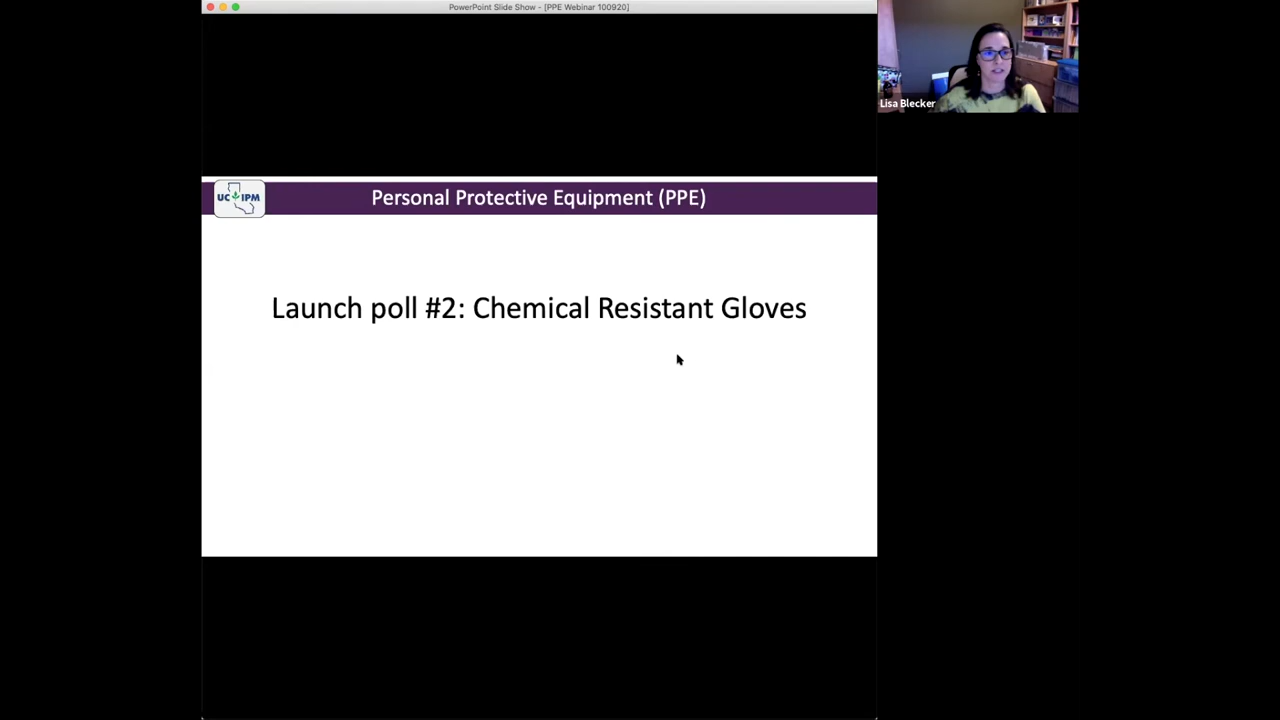 PowerPoint Slide Show - [PPE Webinar 100920]
Lisa Blecker
UC IPM
Personal Protective Equipment (PPE)
Launch poll #2: Chemical Resistant Gloves